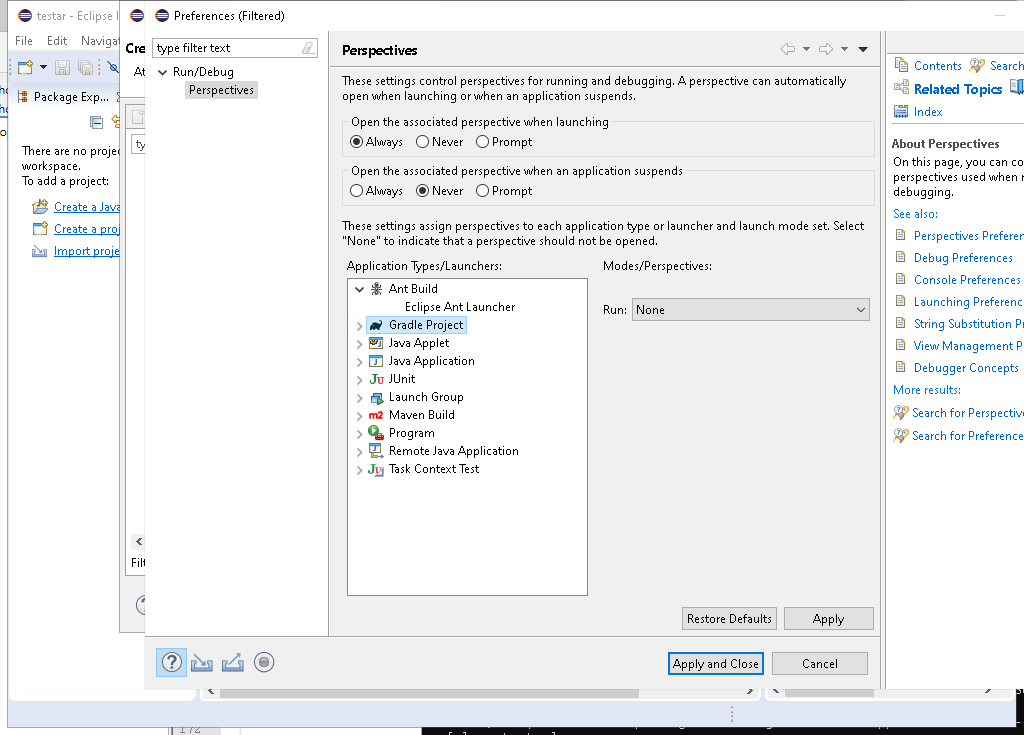 testar - Eclipse I
Preferences (Filtered)
File Edit Navigat
Cre
type filter text
Perspectives
Run/Debug
Perspectives
These settings control perspectives for running and debugging. A perspective can automatically
open when launching or when an application suspends.
Open the associated perspective when launching
Always Never Prompt
Open the associated perspective when an application suspends
Always Never Prompt
These settings assign perspectives to each application type or launcher and launch mode set. Select
"None" to indicate that a perspective should not be opened.
Application Types/Launchers:
Modes/Perspectives:
Ant Build
Eclipse Ant Launcher
Gradle Project
Java Applet
Java Application
JUnit
Launch Group
Maven Build
Program
Remote Java Application
Task Context Test
Run: None
Restore Defaults Apply
Apply and Close Cancel
Package Exp...
There are no projec
workspace.
To add a project:
Create a Java
Create a proj
Import proje
At
ty
Filt
Contents Search
Related Topics
Index
About Perspectives
On this page, you can co
perspectives used when r
debugging.
See also:
Perspectives Preferen
Debug Preferences
Console Preferences
Launching Preferenc
String Substitution P
View Management P
Debugger Concepts
More results:
Search for Perspective
Search for Preference
172